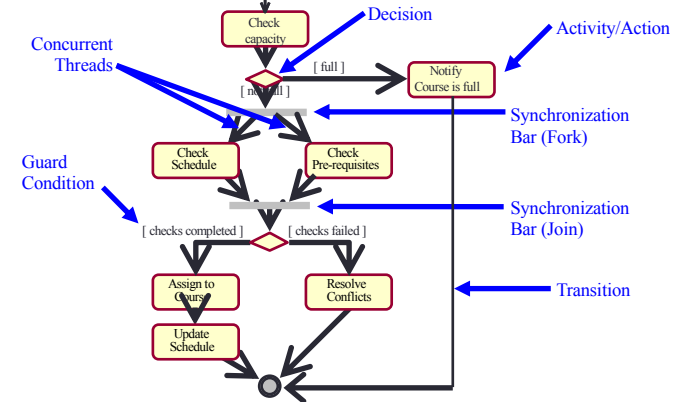 Check
capacity
Decision
Activity/Action
Concurrent
Threads
[ full ]
Notify
Course is full
Synchronization
Bar (Fork)
Check
Schedule
Check
Pre-requisites
Guard
Condition
Synchronization
Bar (Join)
[ checks completed ]
[ checks failed ]
Assign to
Resolve
Conflicts
Transition
Update
Schedule